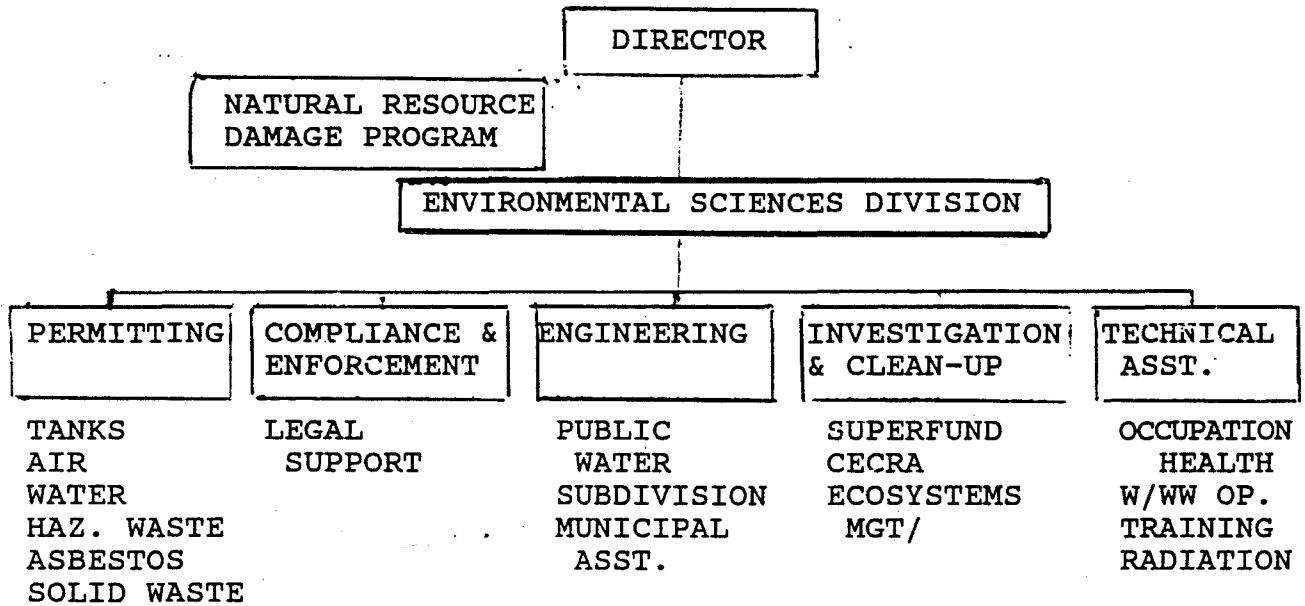 DIRECTOR
NATURAL RESOURCE
DAMAGE PROGRAM
ENVIRONMENTAL SCIENCES DIVISION
PERMITTING
COMPLIANCE &
ENFORCEMENT
ENGINEERING
INVESTIGATION
& CLEAN-UP
TECHNICAL
ASST.
TANKS
AIR
WATER
HAZ. WASTE
ASBESTOS
SOLID WASTE
LEGAL
SUPPORT
PUBLIC
WATER
SUBDIVISION
MUNICIPAL
ASST.
SUPERFUND
CECRA
ECOSYSTEMS
MGT/
OCCUPATION
HEALTH
W/WW OP.
TRAINING
RADIATION